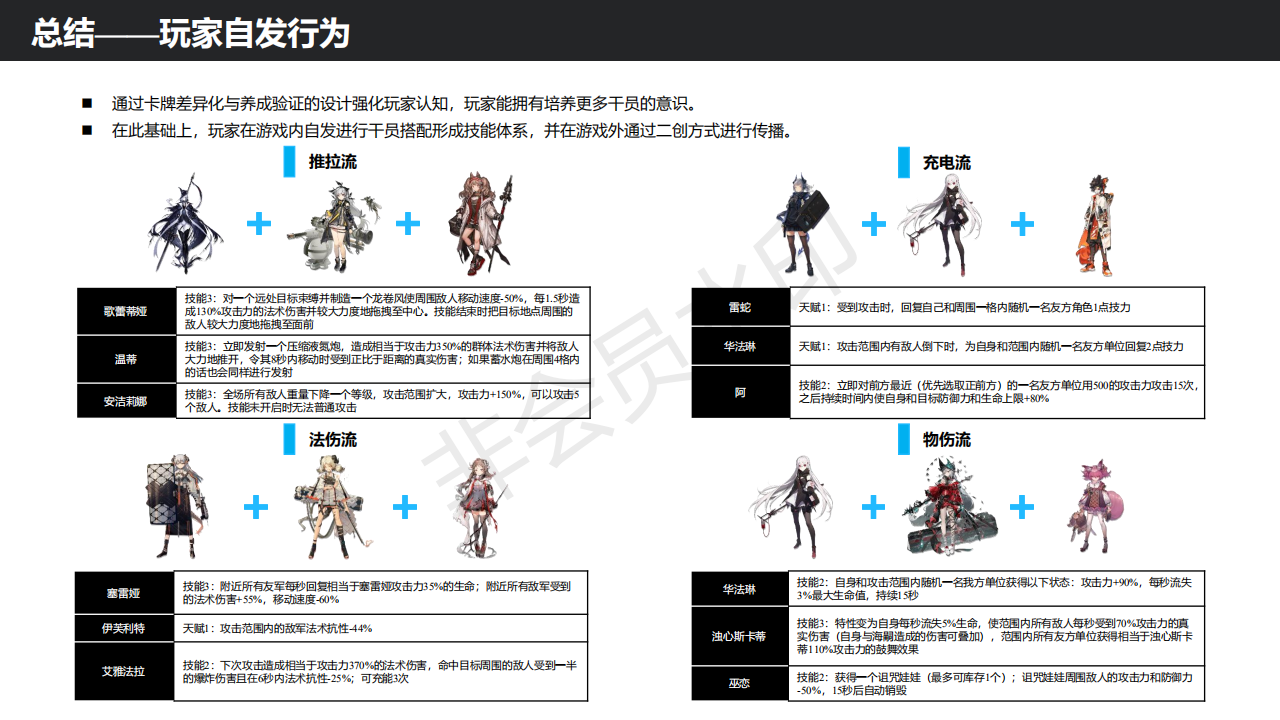 总结——玩家自发行为
■ 通过卡牌差异化与养成验证的设计强化玩家认知，玩家能拥有培养更多干员的意识。
■ 在此基础上，玩家在游戏内自发进行干员搭配形成技能体系，并在游戏外通过二创方式进行传播。
推拉流
歌蕾蒂娅
技能3：对一个远处目标束缚并制造一个龙卷风使周围敌人移动速度-50%，每1.5秒造
成130%攻击力的法术伤害并较大力度地拖拽至中心。技能结束时把目标地点周围的
敌人较大力度地拖拽至面前
温蒂
技能3：立即发射一个压缩液氮炮，造成相当于攻击力350%的群体法术伤害并将敌人
大力地推开，令其8秒内移动时受到正比于距离的真实伤害；如果蓄水炮在周围4格内
的话也会同样进行发射
安洁莉娜
技能3：全场所有敌人重量下降一个等级，攻击范围扩大，攻击力+150%，可以攻击5
个敌人。技能未开启时无法普通攻击
充电流
雷蛇
天赋1：受到攻击时，回复自己和周围一格内随机一名友方角色1点技力
华法琳
天赋1：攻击范围内有敌人倒下时，为自身和范围内随机一名友方单位回复2点技力
阿
技能2：立即对前方最近（优先选取正前方）的一名友方单位用500的攻击力攻击15次，
之后持续时间内使自身和目标防御力和生命上限+80%
法伤流
塞雷娅
技能3：附近所有友军每秒回复相当于塞雷娅攻击力35%的生命；附近所有敌军受到
的法术伤害+55%，移动速度-60%
伊芙利特
天赋1：攻击范围内的敌军法术抗性-44%
艾雅法拉
技能2：下次攻击造成相当于攻击力370%的法术伤害，命中目标周围的敌人受到一半
的爆炸伤害且在6秒内法术抗性-25%；可充能3次
物伤流
华法琳
技能2：自身和攻击范围内随机一名我方单位获得以下状态：攻击力+90%，每秒流失
3%最大生命值，持续15秒
浊心斯卡蒂
技能3：特性变为自身每秒流失5%生命，使范围内所有敌人每秒受到70%攻击力的真
实伤害（自身与海嗣造成的伤害可叠加），范围内所有友方单位获得相当于浊心斯卡
蒂110%攻击力的鼓舞效果
巫恋
技能2：获得一个诅咒娃娃（最多可库存1个）；诅咒娃娃周围敌人的攻击力和防御力
-50%，15秒后自动销毁
非会员水印